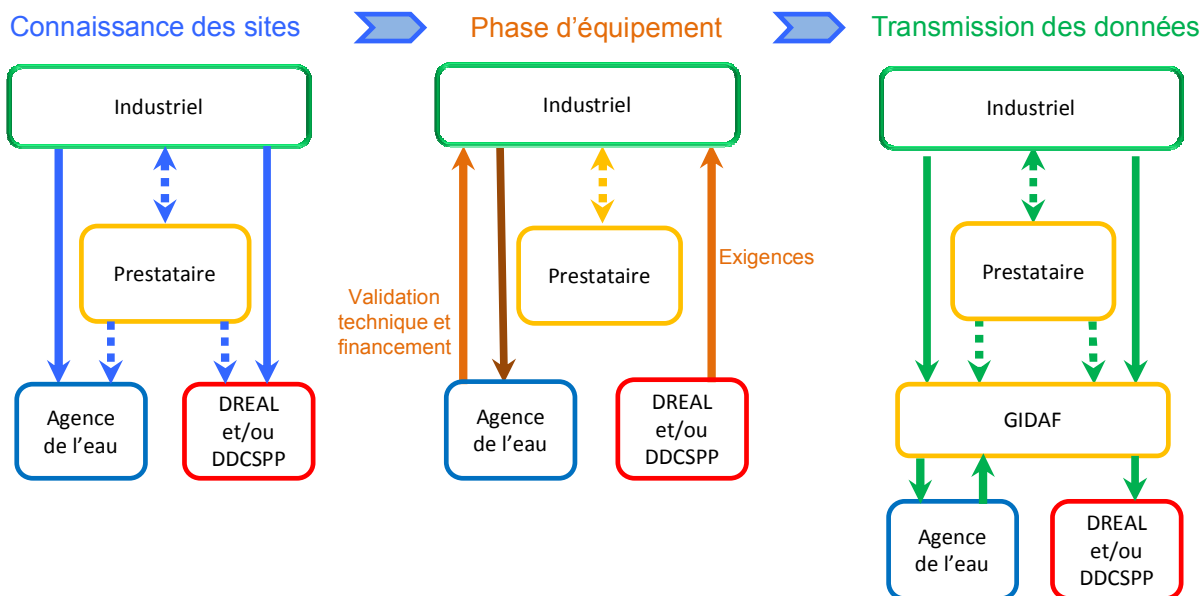 Connaissance des sites
Phase d'équipement
Transmission des données
Industriel
Prestataire
Agence
de l'eau
DREAL
et/ou
DDCSPP
Industriel
Prestataire
Exigences
Validation
technique et
financement
Agence
de l'eau
DREAL
et/ou
DDCSPP
Industriel
Prestataire
GIDAF
Agence
de l'eau
DREAL
et/ou
DDCSPP